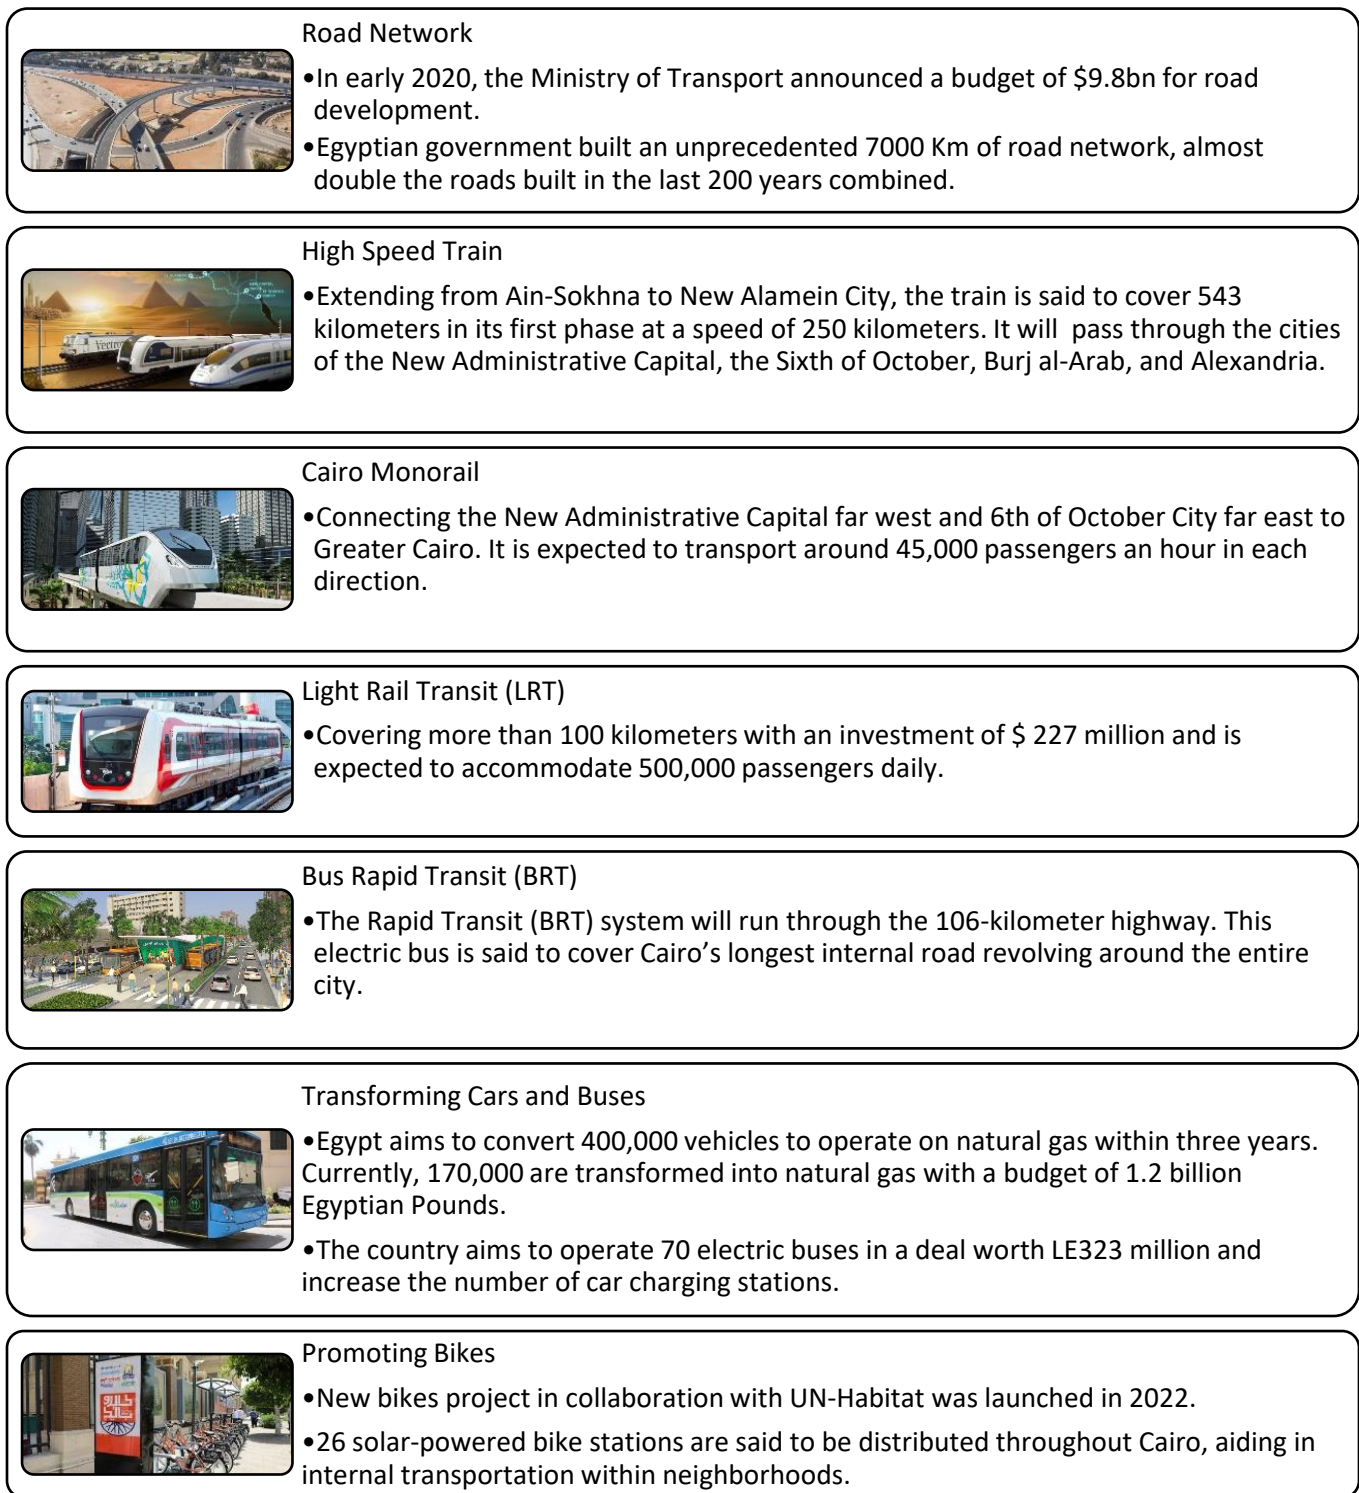 Road Network
•In early 2020, the Ministry of Transport announced a budget of $9.8bn for road
development.
•Egyptian government built an unprecedented 7000 Km of road network, almost
double the roads built in the last 200 years combined.
High Speed Train
•Extending from Ain-Sokhna to New Alamein City, the train is said to cover 543
kilometers in its first phase at a speed of 250 kilometers. It will  pass through the cities
of the New Administrative Capital, the Sixth of October, Burj al-Arab, and Alexandria.
Vectron
Cairo Monorail
•Connecting the New Administrative Capital far west and 6th of October City far east to
Greater Cairo. It is expected to transport around 45,000 passengers an hour in each
direction.
Light Rail Transit (LRT)
•Covering more than 100 kilometers with an investment of $ 227 million and is
expected to accommodate 500,000 passengers daily.
Bus Rapid Transit (BRT)
•The Rapid Transit (BRT) system will run through the 106-kilometer highway. This
electric bus is said to cover Cairo’s longest internal road revolving around the entire
city.
Transforming Cars and Buses
•Egypt aims to convert 400,000 vehicles to operate on natural gas within three years.
Currently, 170,000 are transformed into natural gas with a budget of 1.2 billion
Egyptian Pounds.
•The country aims to operate 70 electric buses in a deal worth LE323 million and
increase the number of car charging stations.
Promoting Bikes
•New bikes project in collaboration with UN-Habitat was launched in 2022.
•26 solar-powered bike stations are said to be distributed throughout Cairo, aiding in
internal transportation within neighborhoods.